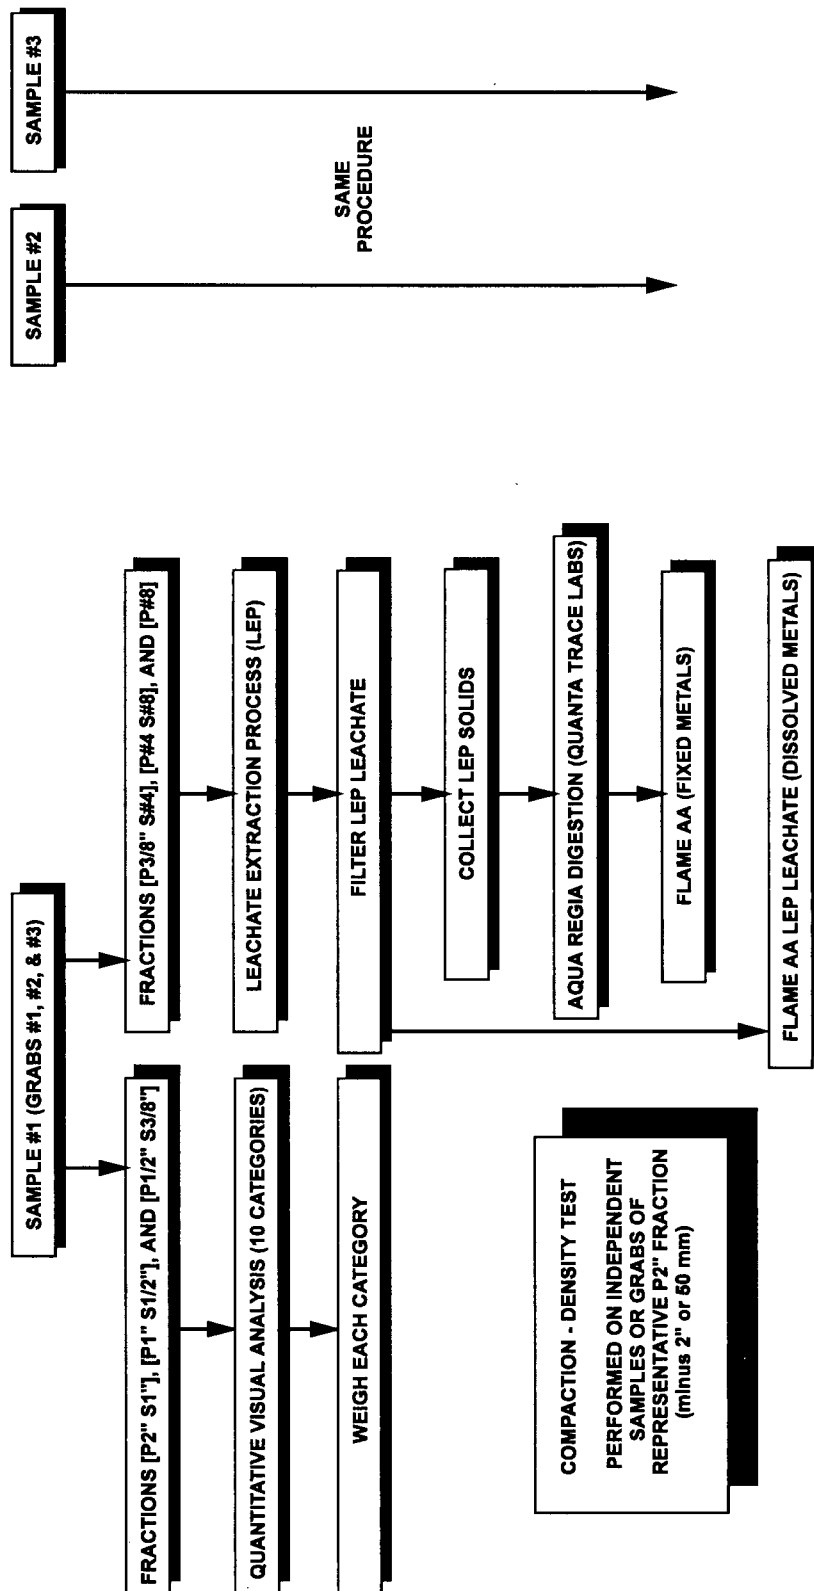 SAMPLE #1 (GRABS #1, #2, & #3)
SAMPLE #2
SAMPLE #3
FRACTIONS [P2" S1"], [P1" S1/2"], AND [P1/2" S3/8"]
QUANTITATIVE VISUAL ANALYSIS (10 CATEGORIES)
WEIGH EACH CATEGORY
FRACTIONS [P3/8" S#4], [P#4 S#8], AND [P#8]
LEACHATE EXTRACTION PROCESS (LEP)
FILTER LEP LEACHATE
COLLECT LEP SOLIDS
AQUA REGIA DIGESTION (QUANTA TRACE LABS)
FLAME AA (FIXED METALS)
FLAME AA LEP LEACHATE (DISSOLVED METALS)
SAME
PROCEDURE
COMPACTION - DENSITY TEST
PERFORMED ON INDEPENDENT
SAMPLES OR GRABS OF
REPRESENTATIVE P2" FRACTION
(minus 2" or 50 mm)